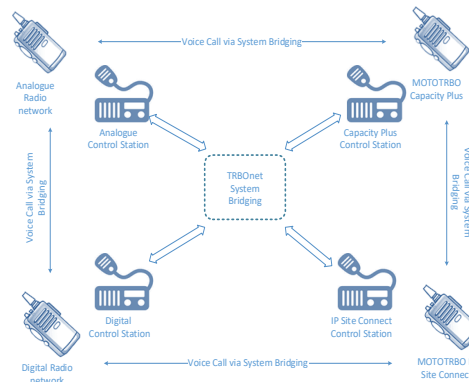 Voice Call via System Bridging
Analogue
Radio
network
MOTOTRBO
Capacity Plus
Analogue
Control Station
Capacity Plus
Control Station
TRBOnet
System
Bridging
Voice Call via System
Bridging
Voice Call via System
Bridging
Digital
Control Station
IP Site Connect
Control Station
Digital Radio
network
Voice Call via System Bridging
MOTOTRBO
Site Connec